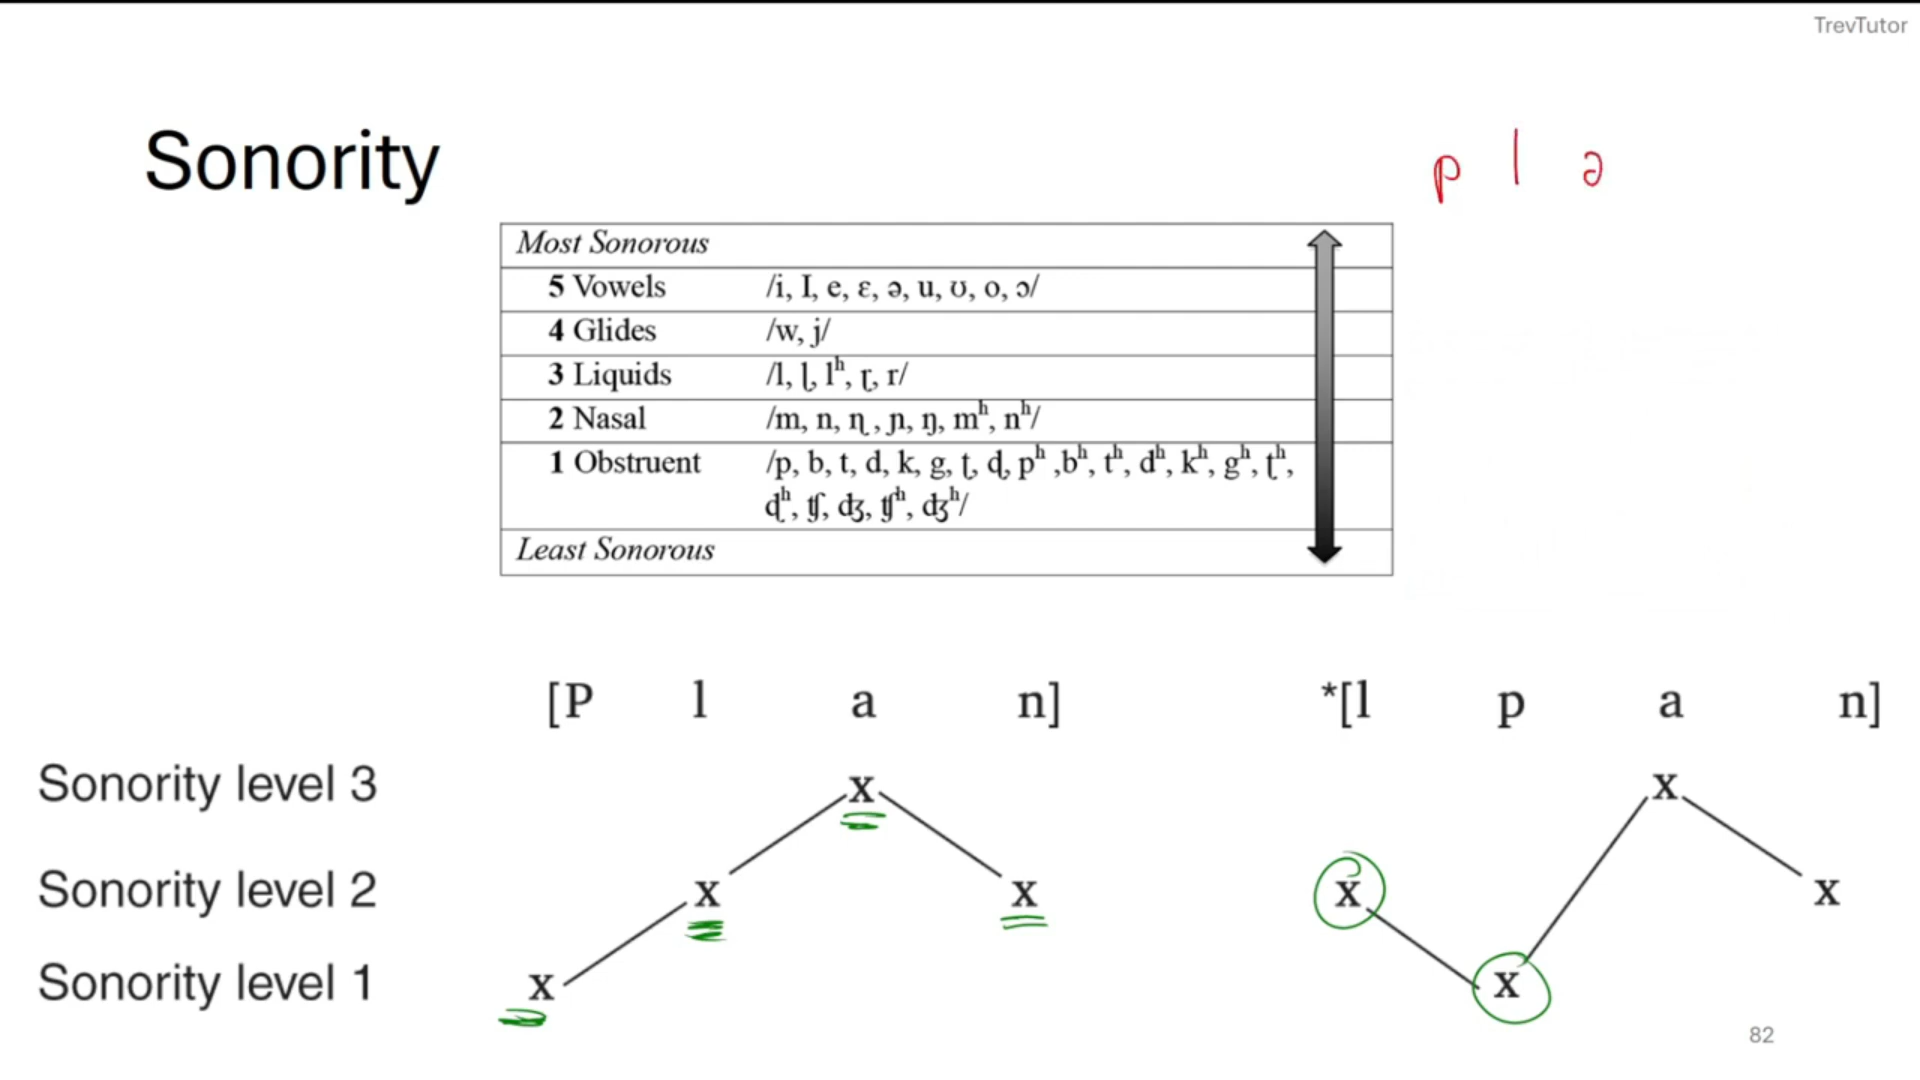 TrevTutor
Sonority
p l ə
Most Sonorous
5 Vowels /i, I, e, ɛ, ə, u, ʊ, o, ɔ/
4 Glides /w, j/
3 Liquids /l, ɭ, lʰ, ɽ, r/
2 Nasal /m, n, ɳ, ɲ, ŋ, mʰ, nʰ/
1 Obstruent /p, b, t, d, k, g, ʈ, ɖ, pʰ ,bʰ, tʰ, dʰ, kʰ, gʰ, ʈʰ,
ɖʰ, ʧ, ʤ, ʧʰ, ʤʰ/
Least Sonorous
[P l a n] *[l p a n]
Sonority level 3 x x
Sonority level 2 x x x x
Sonority level 1 x x
82